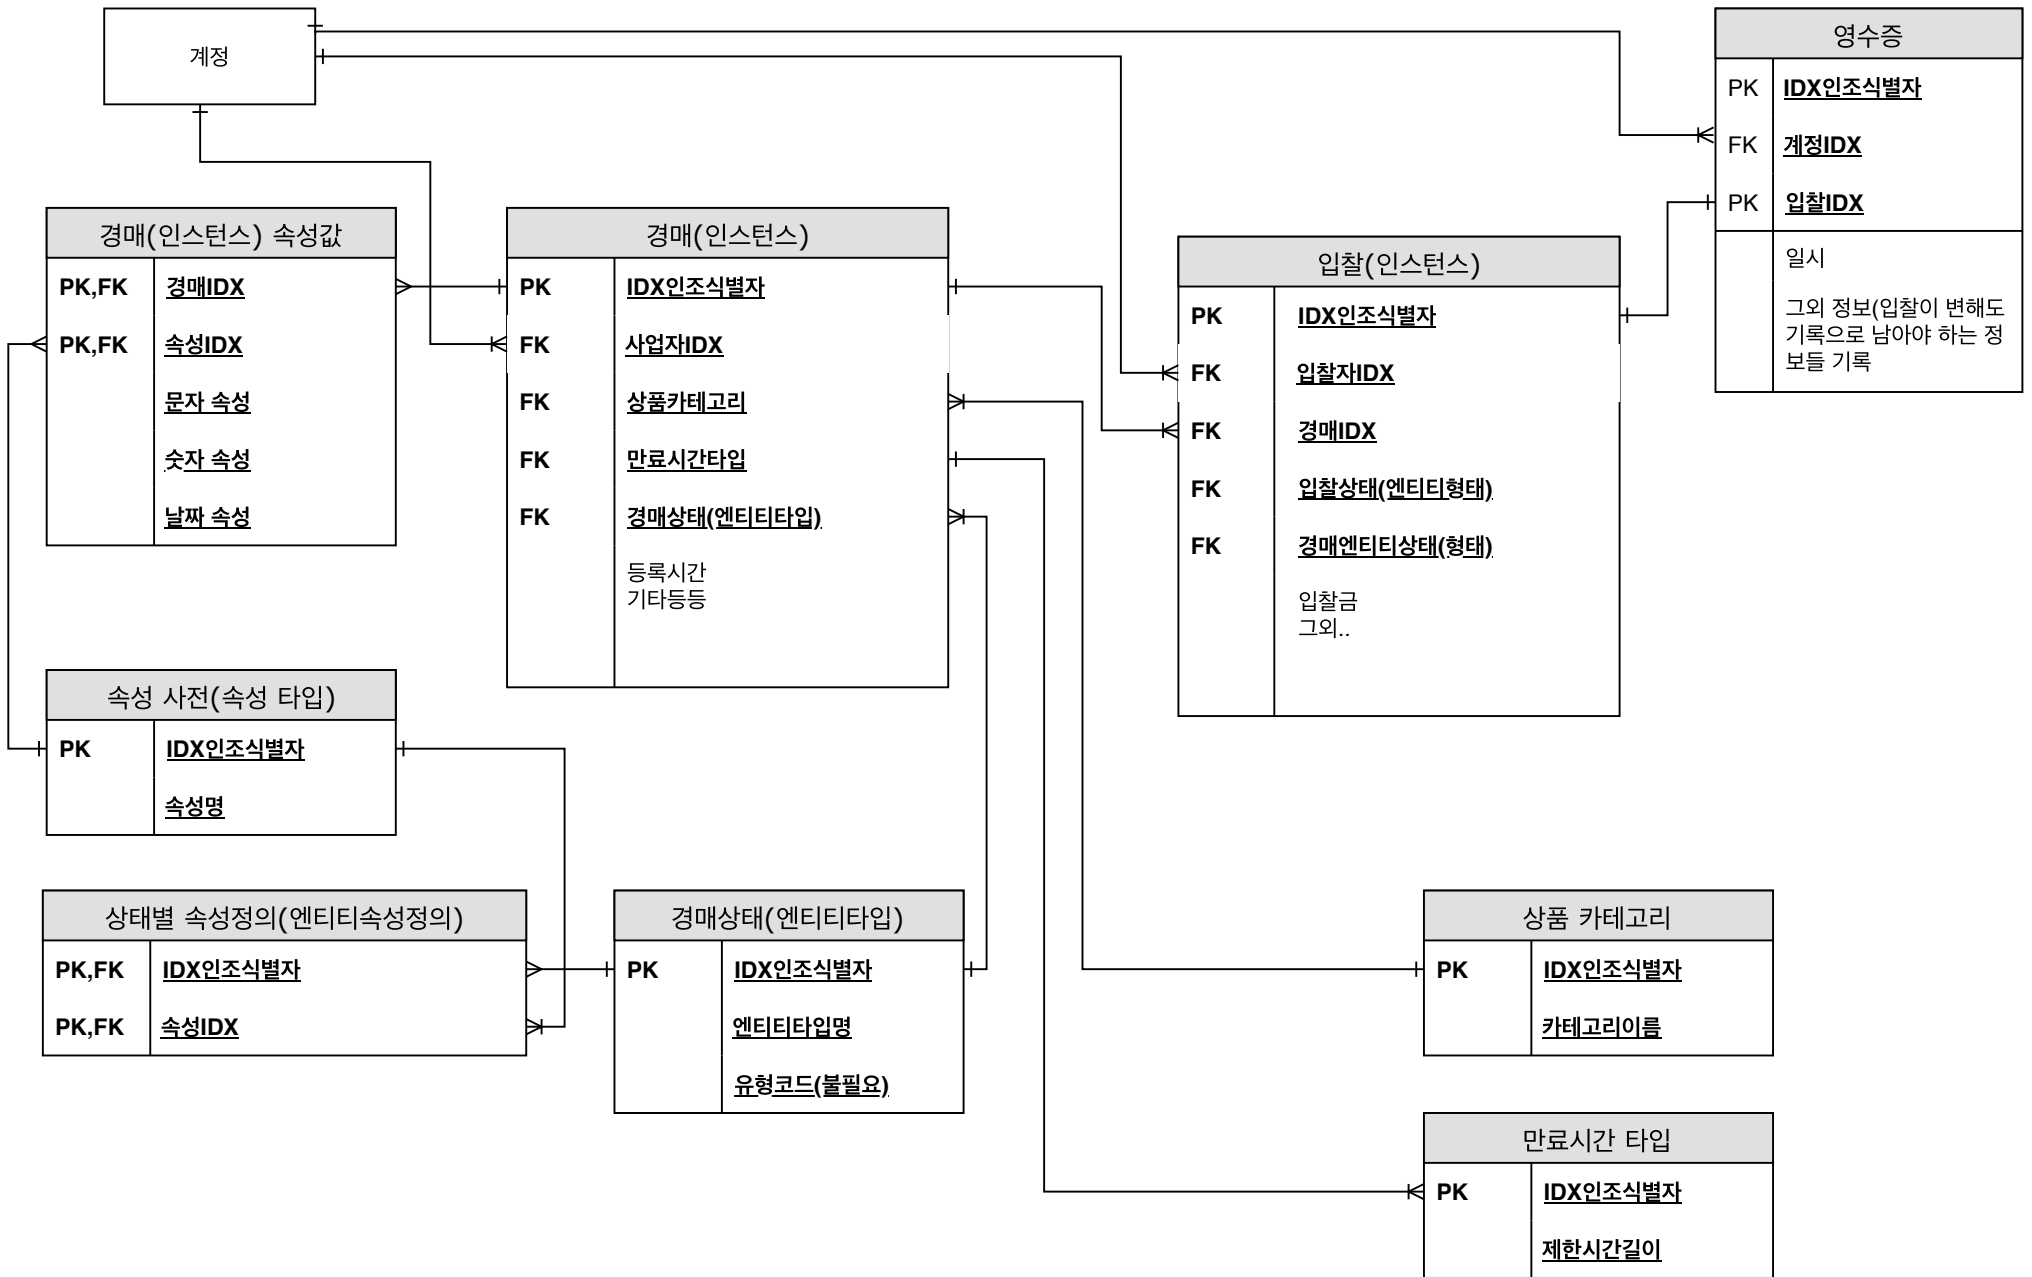 계정
영수증
PK IDX인조식별자
FK 계정IDX
PK 입찰IDX
일시
그외 정보(입찰이 변해도
기록으로 남아야 하는 정
보들 기록
경매(인스턴스) 속성값
PK,FK 경매IDX
PK,FK 속성IDX
문자 속성
숫자 속성
날짜 속성
경매(인스턴스)
PK IDX인조식별자
FK 사업자IDX
FK 상품카테고리
FK 만료시간타입
FK 경매상태(엔티티타입)
등록시간
기타등등
입찰(인스턴스)
PK IDX인조식별자
FK 입찰자IDX
FK 경매IDX
FK 입찰상태(엔티티형태)
FK 경매엔티티상태(형태)
입찰금
그외..
속성 사전(속성 타입)
PK IDX인조식별자
속성명
상태별 속성정의(엔티티속성정의)
PK,FK IDX인조식별자
PK,FK 속성IDX
경매상태(엔티티타입)
PK IDX인조식별자
엔티티타입명
유형코드(불필요)
상품 카테고리
PK IDX인조식별자
카테고리이름
만료시간 타입
PK IDX인조식별자
제한시간길이